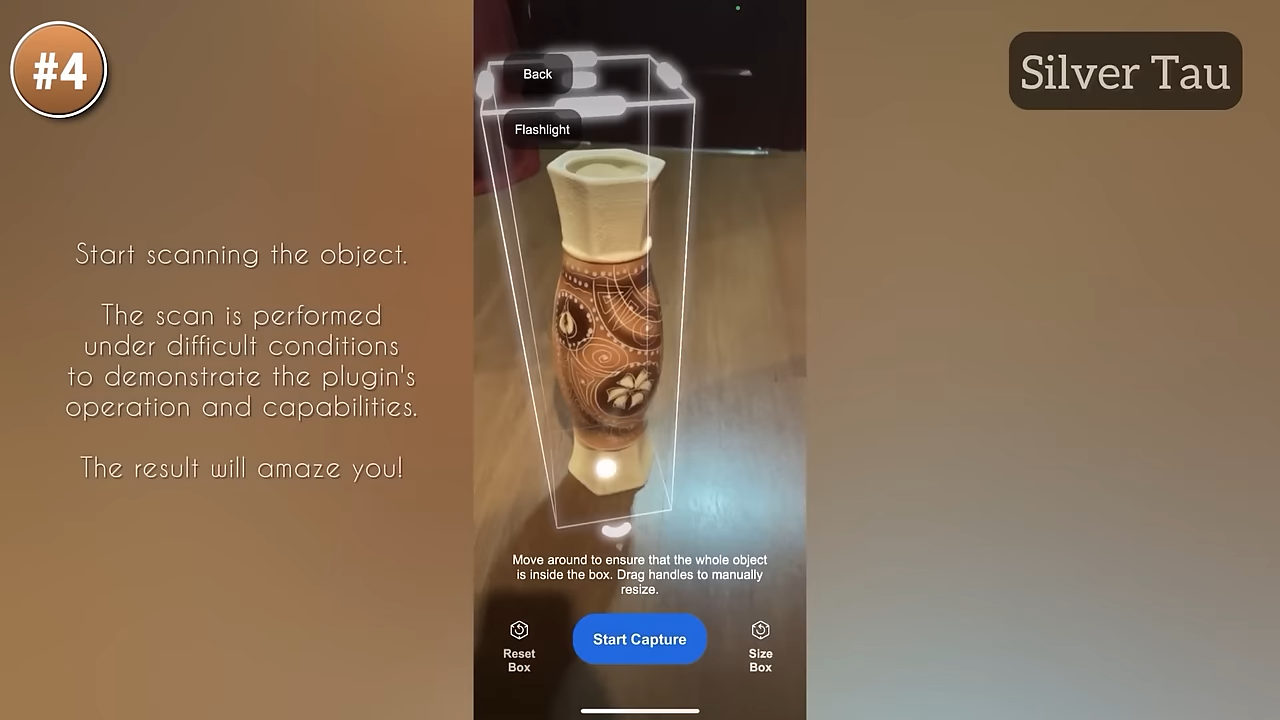 #4
Silver Tau
Back
Flashlight
Start scanning the object.
The scan is performed
under difficult conditions
to demonstrate the plugin's
operation and capabilities.
The result will amaze you!
Move around to ensure that the whole object
is inside the box. Drag handles to manually
resize.
Start Capture
Reset
Box
Size
Box